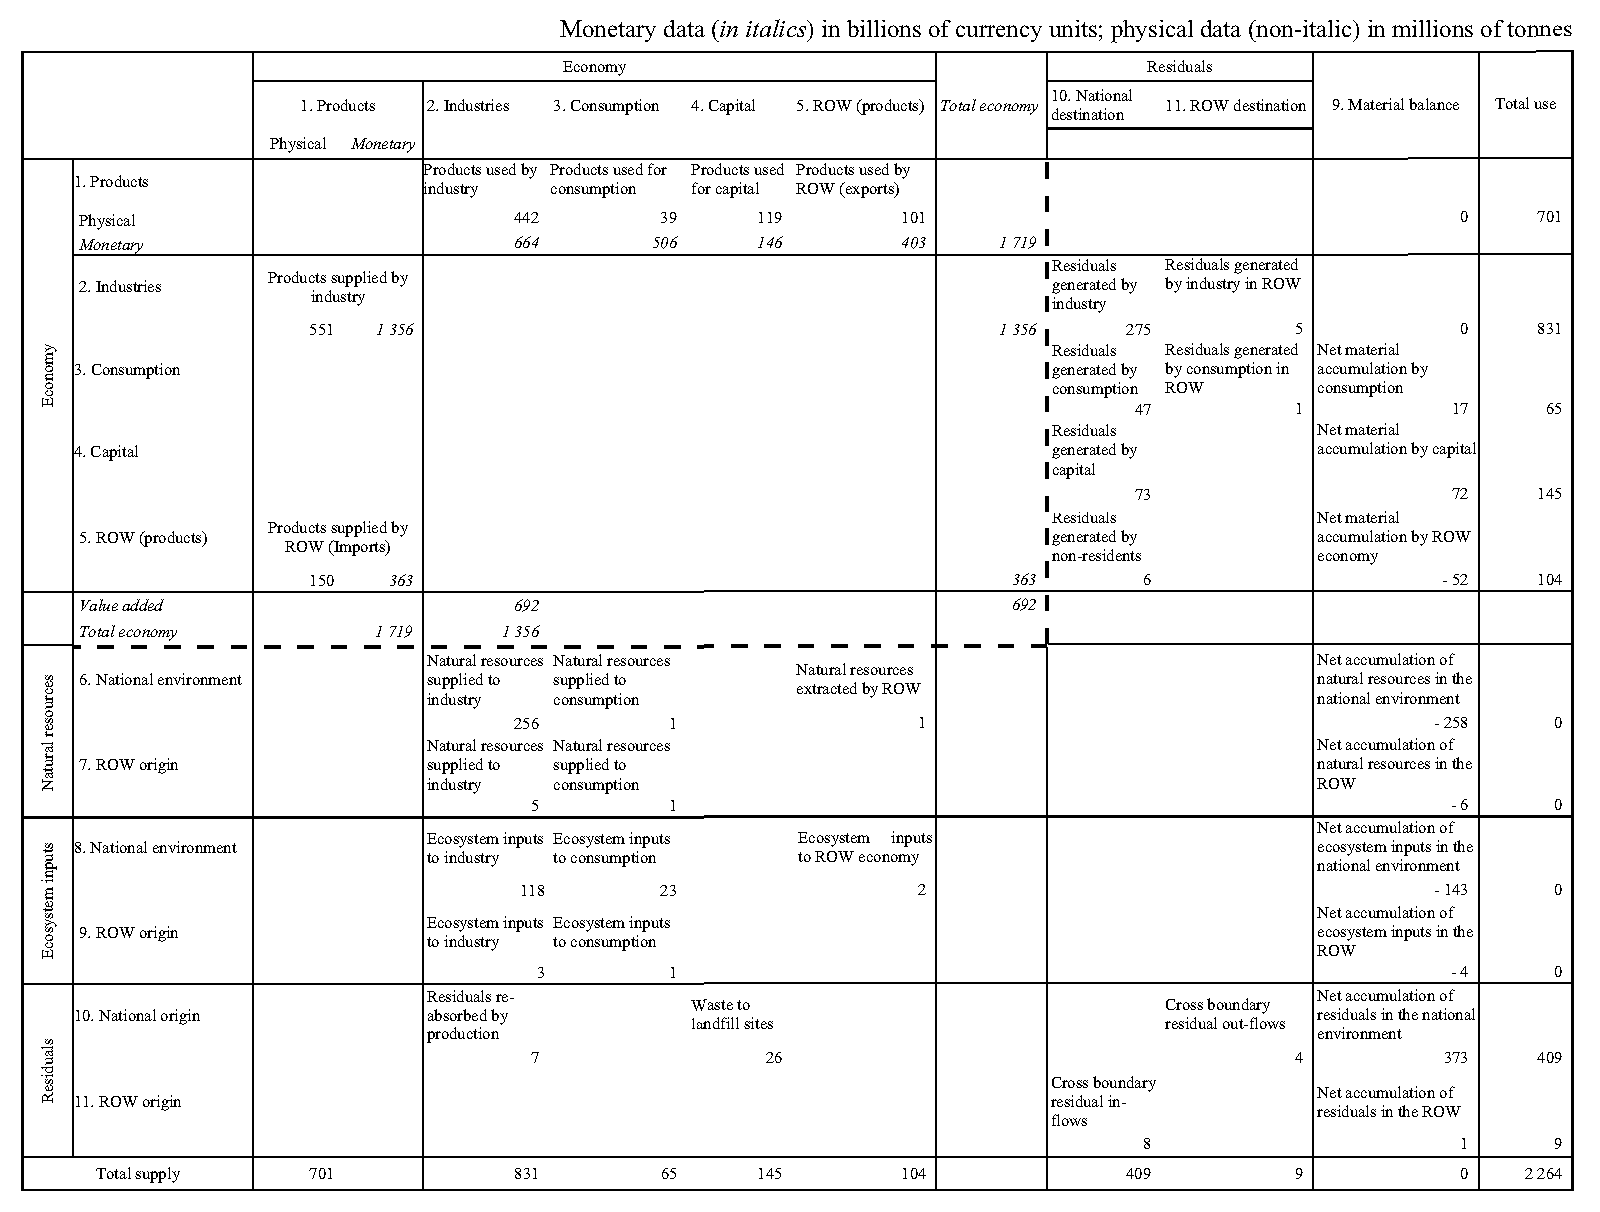 Monetary data (in italics) in billions of currency units; physical data (non-italic) in millions of tonnes
Economy
Residuals
1. Products
2. Industries
3. Consumption
4. Capital
5. ROW (products)
Total economy
10. National
destination
11. ROW destination
9. Material balance
Total use
Physical Monetary
Economy
1. Products
Products used by
industry
Products used for
consumption
Products used
for capital
Products used by
ROW (exports)
Physical 442 39 119 101 0 701
Monetary 664 506 146 403 1 719
2. Industries
Products supplied by
industry
Residuals
generated by
industry
Residuals generated
by industry in ROW
551 1 356 1 356 275 5 0 831
3. Consumption
Residuals
generated by
consumption
Residuals generated
by consumption in
ROW
Net material
accumulation by
consumption
47 1 17 65
4. Capital
Residuals
generated by
capital
Net material
accumulation by capital
73 72 145
5. ROW (products)
Products supplied by
ROW (Imports)
Residuals
generated by
non-residents
Net material
accumulation by ROW
economy
150 363 363 6 - 52 104
Value added 692 692
Total economy 1 719 1 356
Natural resources
6. National environment
Natural resources
supplied to
industry
Natural resources
supplied to
consumption
Natural resources
extracted by ROW
Net accumulation of
natural resources in the
national environment
256 1 1 - 258 0
7. ROW origin
Natural resources
supplied to
industry
Natural resources
supplied to
consumption
Net accumulation of
natural resources in the
ROW
5 1 - 6 0
Ecosystem inputs
8. National environment
Ecosystem inputs
to industry
Ecosystem inputs
to consumption
Ecosystem inputs
to ROW economy
Net accumulation of
ecosystem inputs in the
national environment
118 23 2 - 143 0
9. ROW origin
Ecosystem inputs
to industry
Ecosystem inputs
to consumption
Net accumulation of
ecosystem inputs in the
ROW
3 1 - 4 0
Residuals
10. National origin
Residuals re-
absorbed by
production
Waste to
landfill sites
Cross boundary
residual out-flows
Net accumulation of
residuals in the national
environment
7 26 4 373 409
11. ROW origin
Cross boundary
residual in-
flows
Net accumulation of
residuals in the ROW
8 1 9
Total supply 701 831 65 145 104 409 9 0 2 264